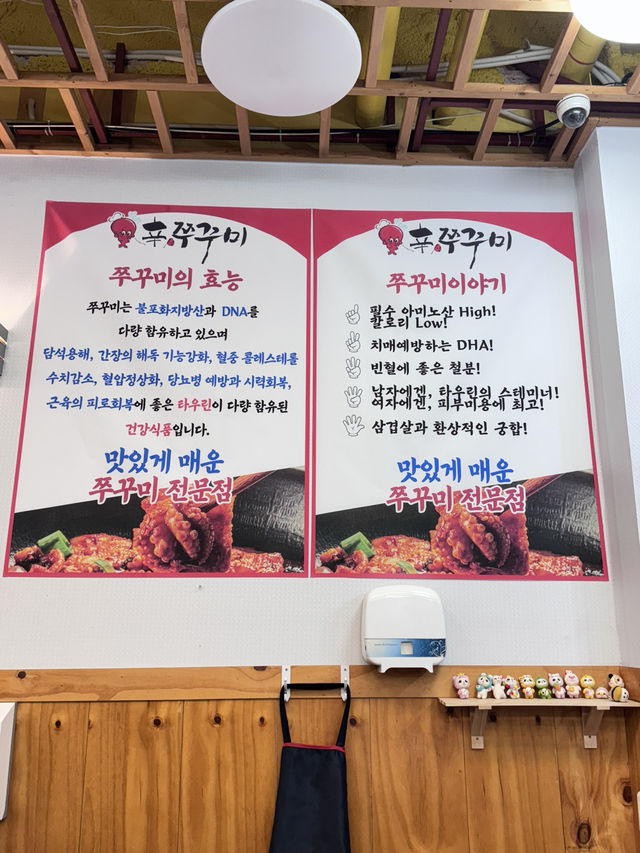 辛쭈꾸미
쭈꾸미의 효능
쭈꾸미는 불포화지방산과 DNA를
다량 함유하고 있으며
담석용해, 간장의 해독 기능강화, 혈중 콜레스테롤
수치감소, 혈압정상화, 당뇨병 예방과 시력회복,
근육의 피로회복에 좋은 타우린이 다량 함유된
건강식품입니다.
맛있게 매운
쭈꾸미 전문점
辛쭈꾸미
쭈꾸미이야기
필수 아미노산 High!
칼로리 Low!
치매예방하는 DHA!
빈혈에 좋은 철분!
남자에겐, 타우린의 스테미너!
여자에겐, 피부미용에 최고!
삼겹살과 환상적인 궁합!
맛있게 매운
쭈꾸미 전문점